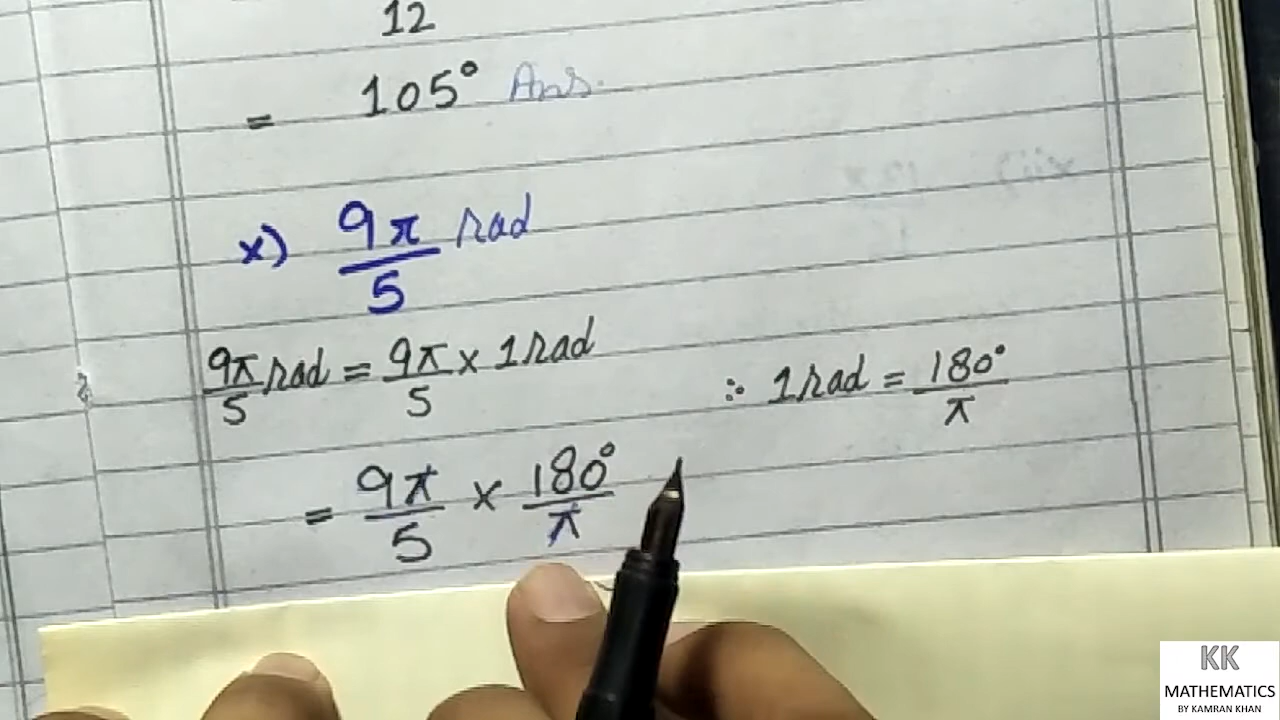 12
= 105° Ans.
x) 9π/5 rad
9π/5 rad = 9π/5 × 1 rad ∴ 1 rad = 180°/π
= 9π/5 × 180°/π
KK
MATHEMATICS
BY KAMRAN KHAN